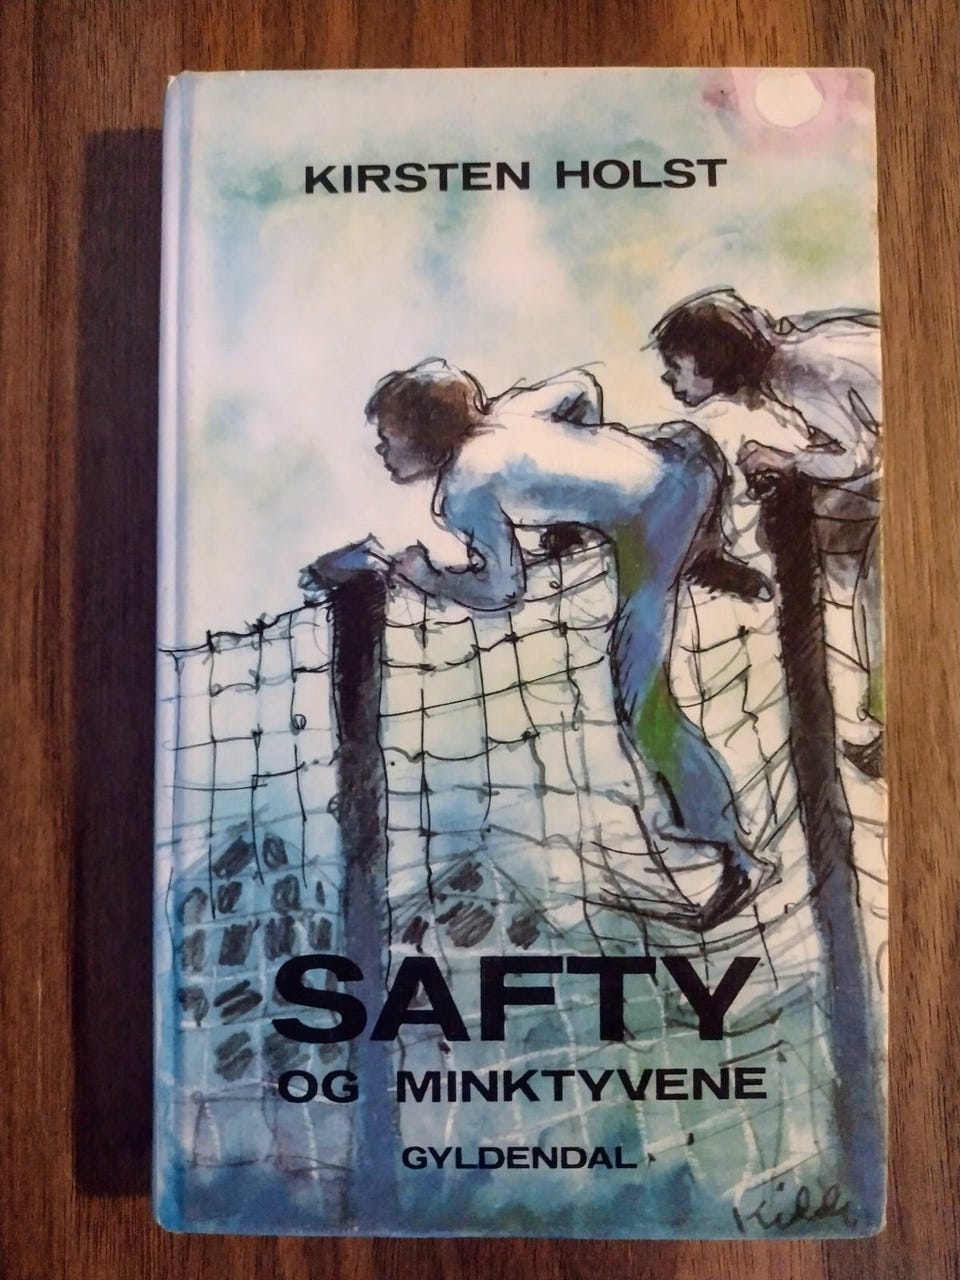 KIRSTEN HOLST
SAFTY
OG MINKTYVENE
GYLDENDAL